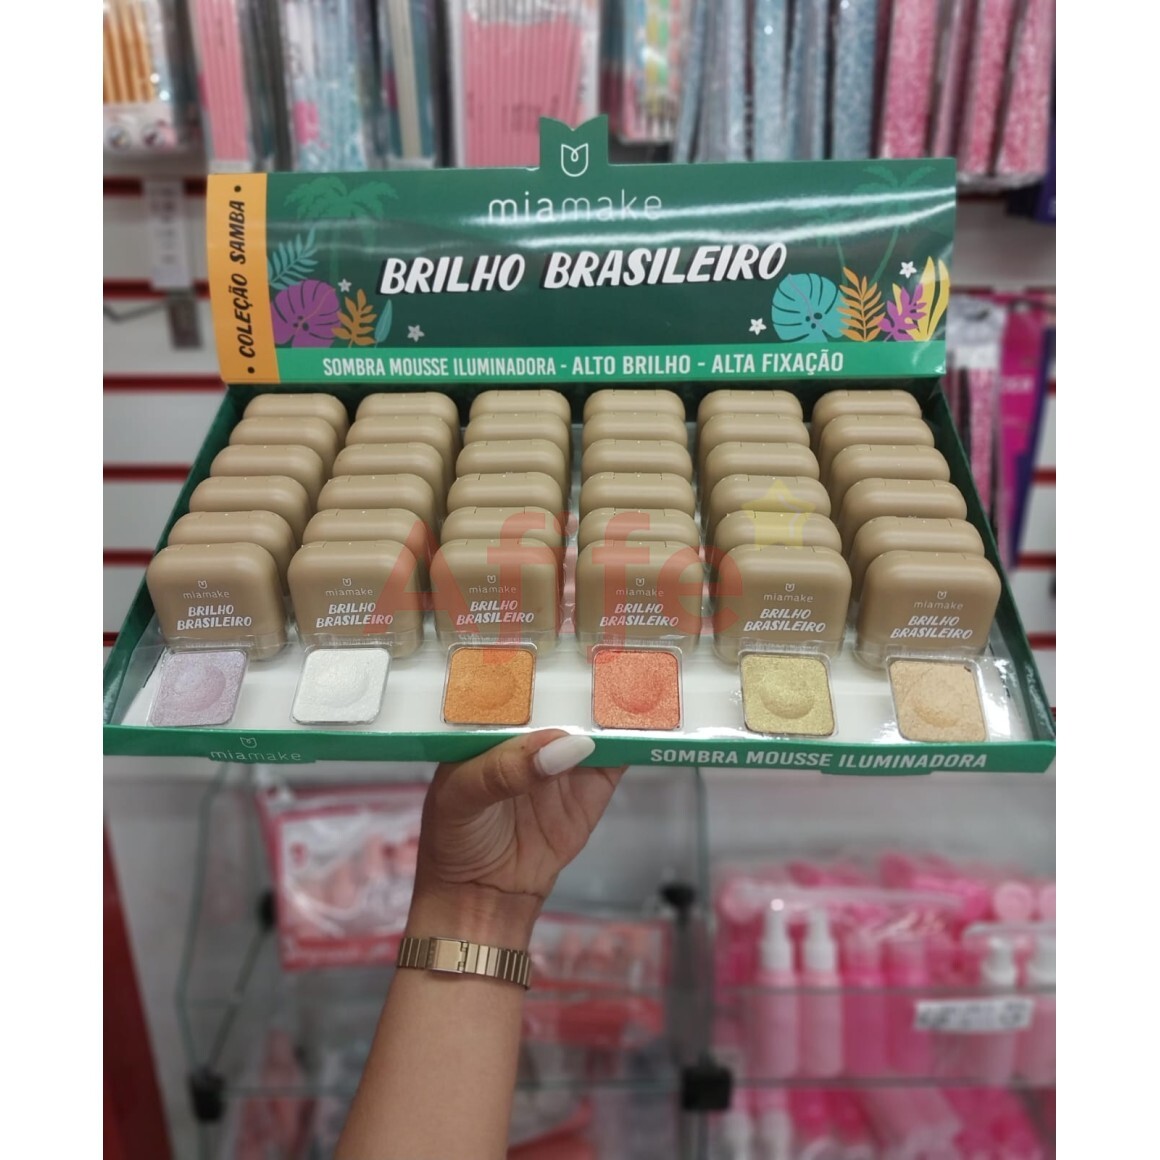 miamake
• COLEÇÃO SAMBA •
BRILHO BRASILEIRO
SOMBRA MOUSSE ILUMINADORA - ALTO BRILHO - ALTA FIXAÇÃO
Affe
miamake
BRILHO
BRASILEIRO
miamake
BRILHO
BRASILEIRO
miamake
BRILHO
BRASILEIRO
miamake
BRILHO
BRASILEIRO
miamake
BRILHO
BRASILEIRO
miamake
BRILHO
BRASILEIRO
miamake
SOMBRA MOUSSE ILUMINADORA